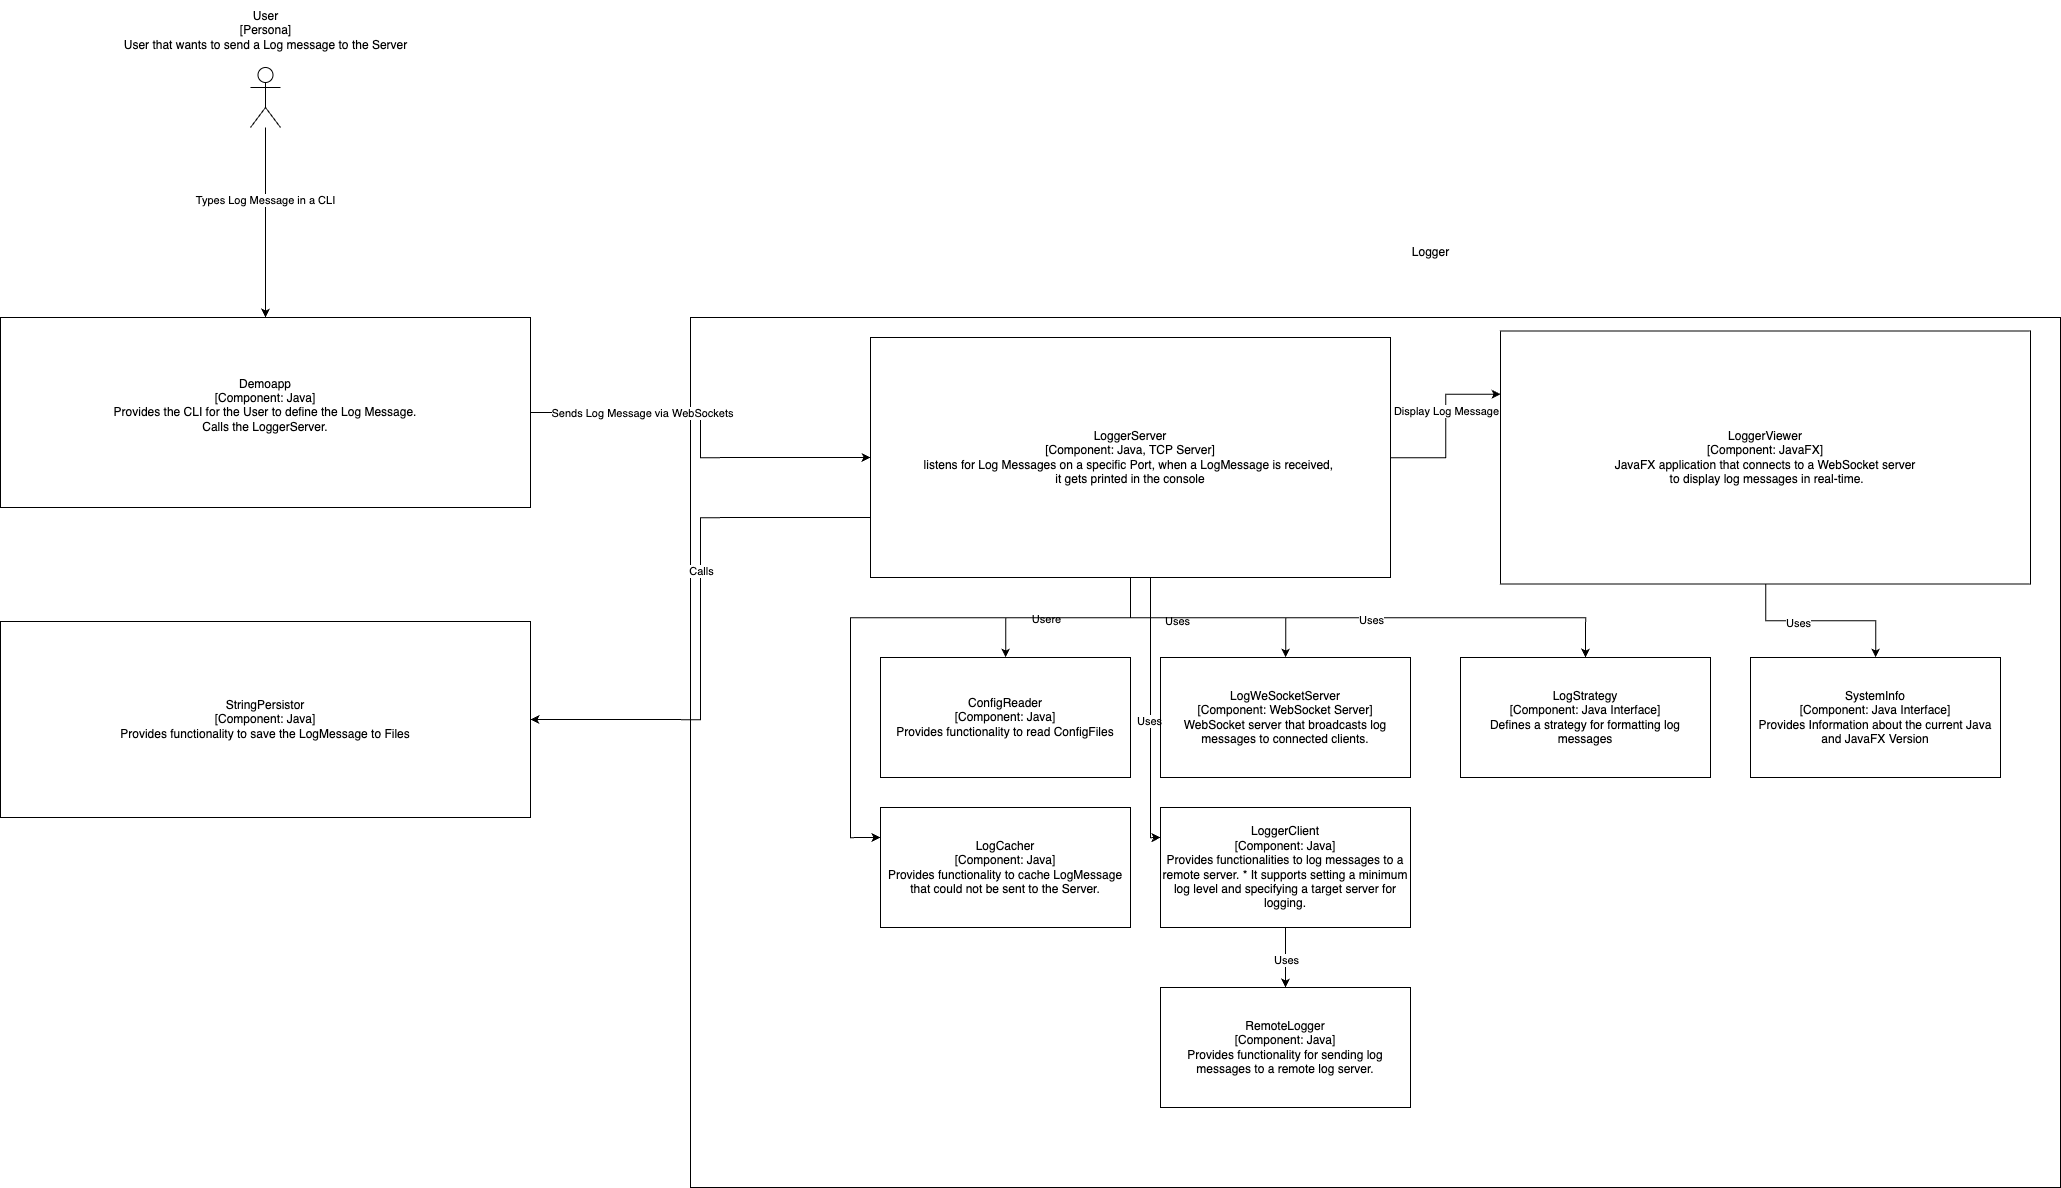 User
[Persona]
User that wants to send a Log message to the Server
Types Log Message in a CLI
Logger
Demoapp
[Component: Java]
Provides the CLI for the User to define the Log Message.
Calls the LoggerServer.
Sends Log Message via WebSockets
LoggerServer
[Component: Java, TCP Server]
listens for Log Messages on a specific Port, when a LogMessage is received,
it gets printed in the console
Display Log Message
LoggerViewer
[Component: JavaFX]
JavaFX application that connects to a WebSocket server
to display log messages in real-time.
Calls
Usere
Uses
Uses
Uses
StringPersistor
[Component: Java]
Provides functionality to save the LogMessage to Files
ConfigReader
[Component: Java]
Provides functionality to read ConfigFiles
Uses
LogWeSocketServer
[Component: WebSocket Server]
WebSocket server that broadcasts log
messages to connected clients.
LogStrategy
[Component: Java Interface]
Defines a strategy for formatting log
messages
SystemInfo
[Component: Java Interface]
Provides Information about the current Java
and JavaFX Version
LogCacher
[Component: Java]
Provides functionality to cache LogMessage
that could not be sent to the Server.
LoggerClient
[Component: Java]
Provides functionalities to log messages to a
remote server. * It supports setting a minimum
log level and specifying a target server for
logging.
Uses
RemoteLogger
[Component: Java]
Provides functionality for sending log
messages to a remote log server.